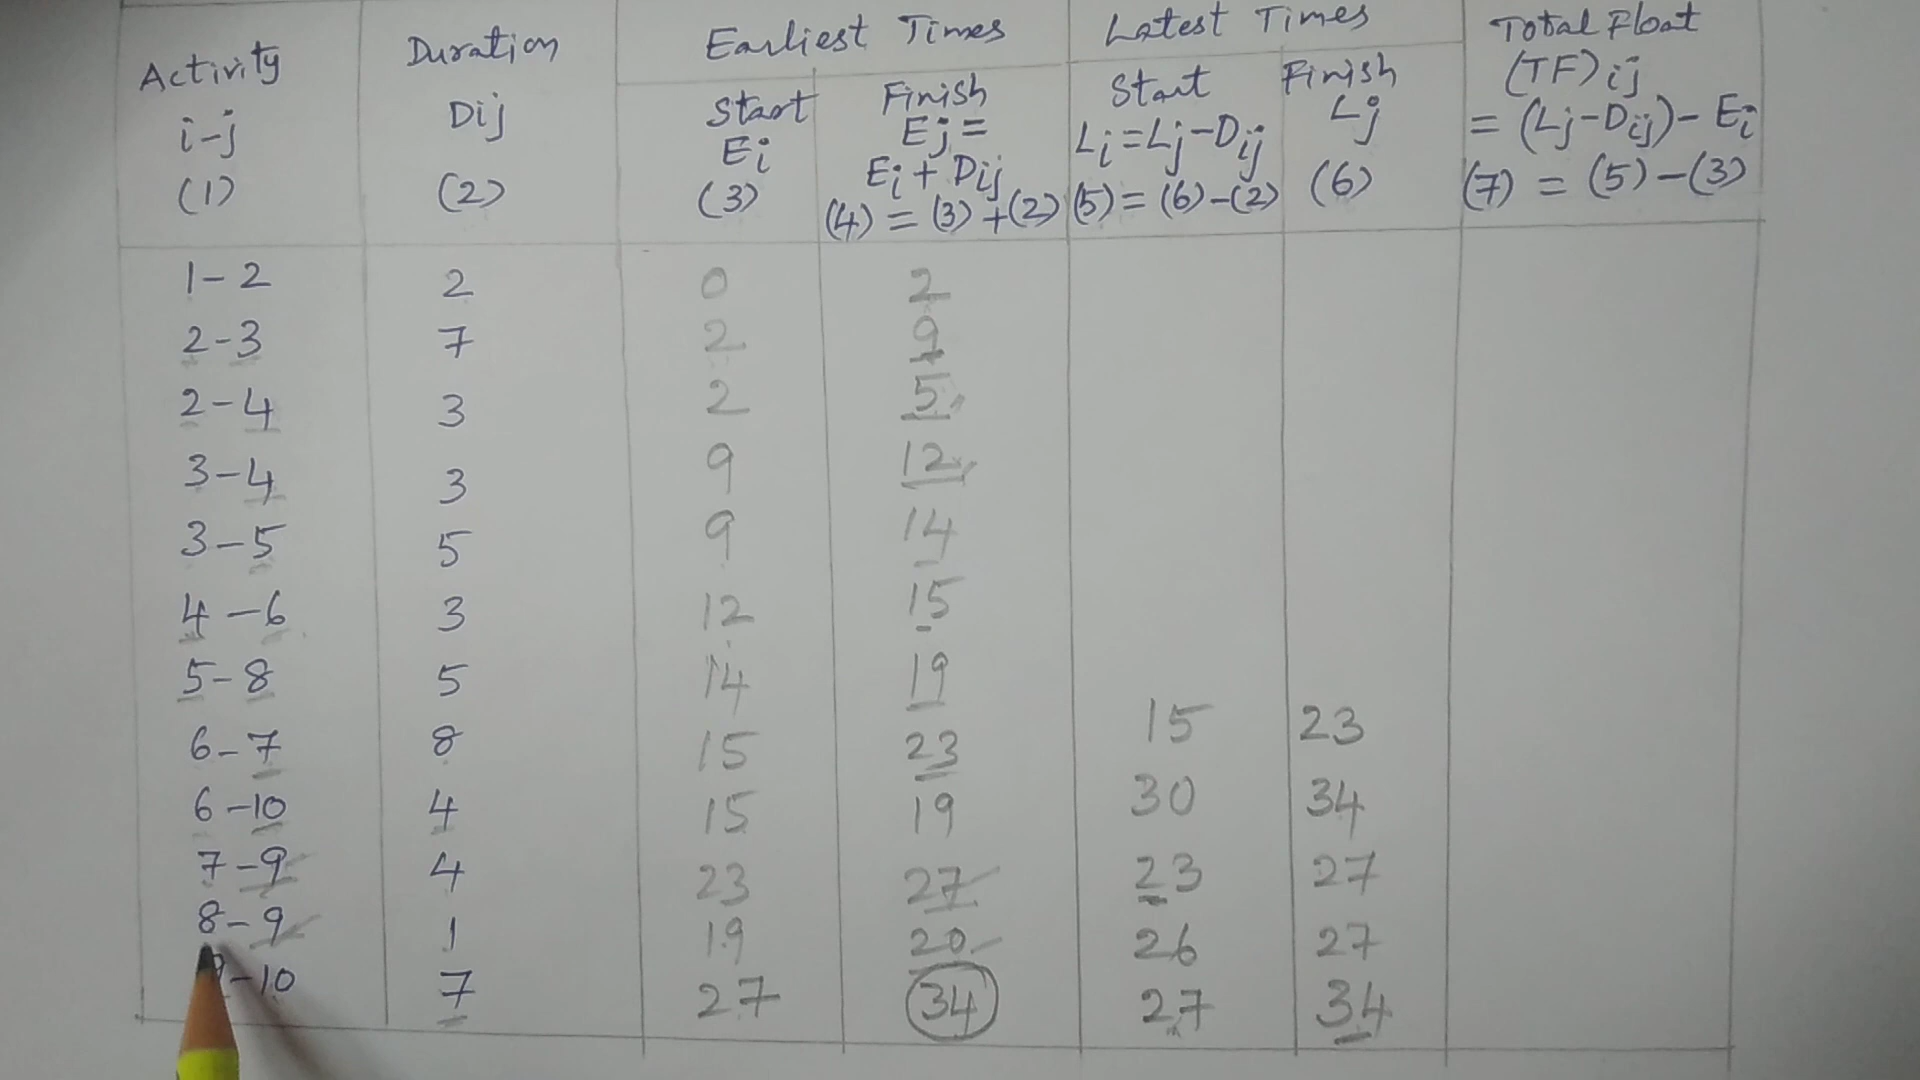 Activity Duration Earliest Times Latest Times Total Float
i-j Dij Start Finish Start Finish (TF)ij
Ei Ej= Li=Lj-Dij Lj = (Lj-Dij)-Ei
Ei+Dij
(1) (2) (3) (4) = (3)+(2) (5) = (6)-(2) (6) (7) = (5)-(3)
1-2 2 0 2
2-3 7 2 9
2-4 3 2 5
3-4 3 9 12
3-5 5 9 14
4-6 3 12 15
5-8 5 14 19
6-7 8 15 23 15 23
6-10 4 15 19 30 34
7-9 4 23 27 23 27
8-9 1 19 20 26 27
9-10 7 27 34 27 34